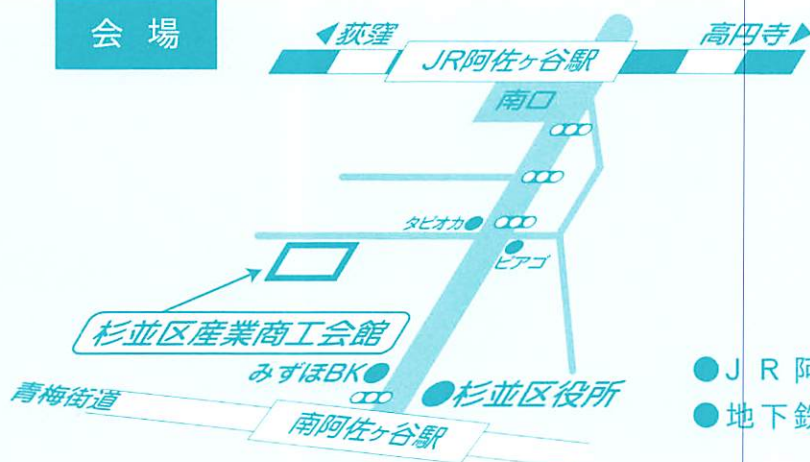 会場
◀荻窪
高円寺▶
JR阿佐ヶ谷駅
南口
タピオカ●
ピアゴ
杉並区産業商工会館
みずほBK●
●杉並区役所
青梅街道
南阿佐ヶ谷駅
●JR阿
●地下鉄